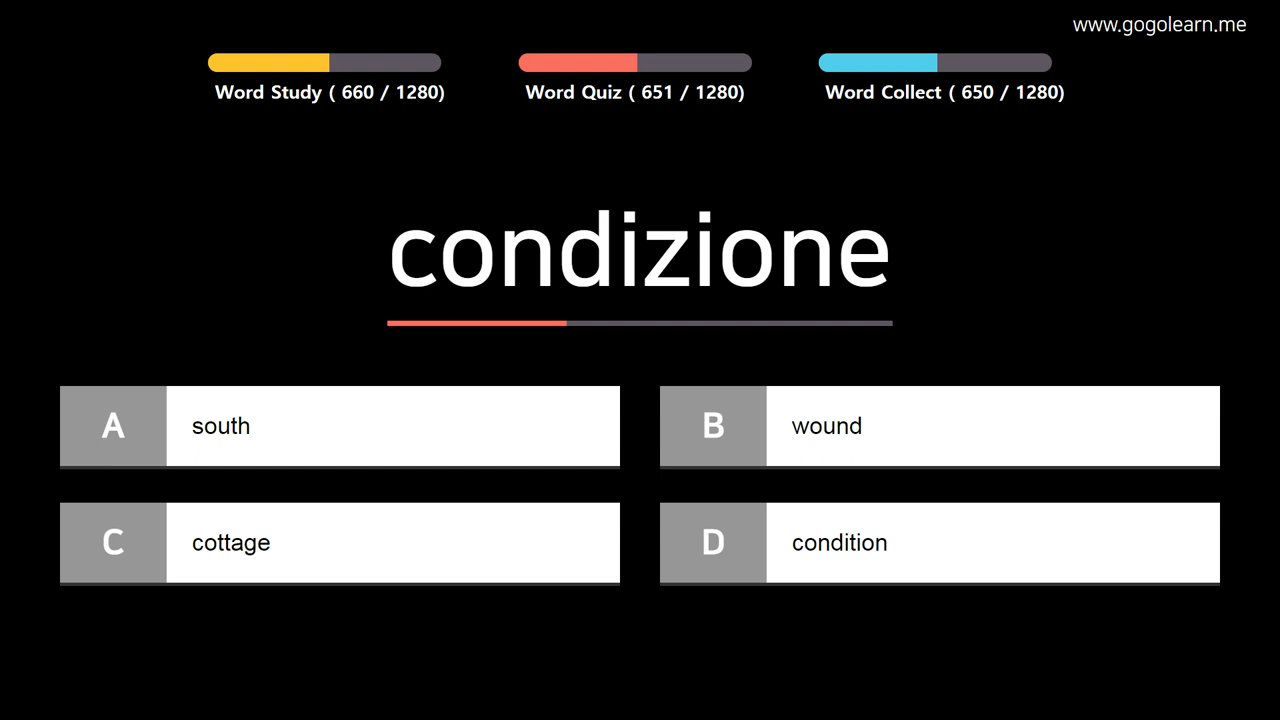 www.gogolearn.me
Word Study ( 660 / 1280)
Word Quiz ( 651 / 1280)
Word Collect ( 650 / 1280)
condizione
A south
B wound
C cottage
D condition